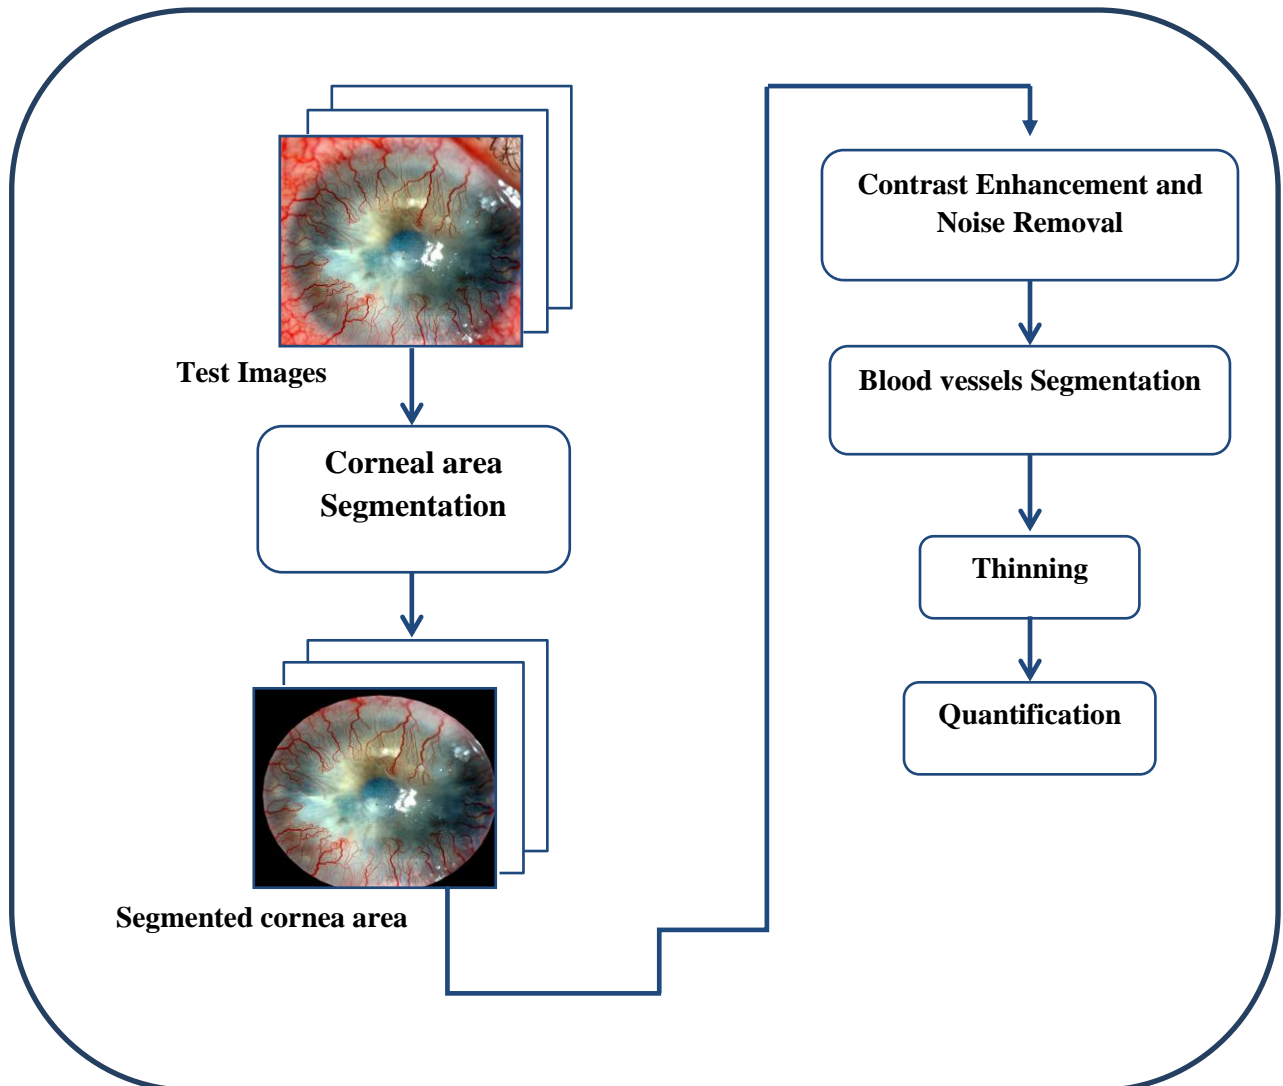 Test Images
Corneal area
Segmentation
Segmented cornea area
Contrast Enhancement and
Noise Removal
Blood vessels Segmentation
Thinning
Quantification